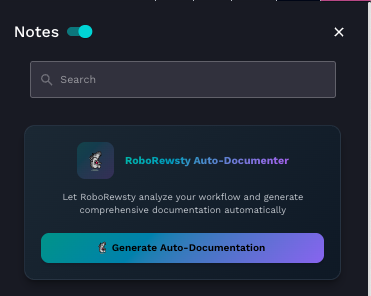 Notes
Search
RoboRewsty Auto-Documenter
Let RoboRewsty analyze your workflow and generate
comprehensive documentation automatically
Generate Auto-Documentation